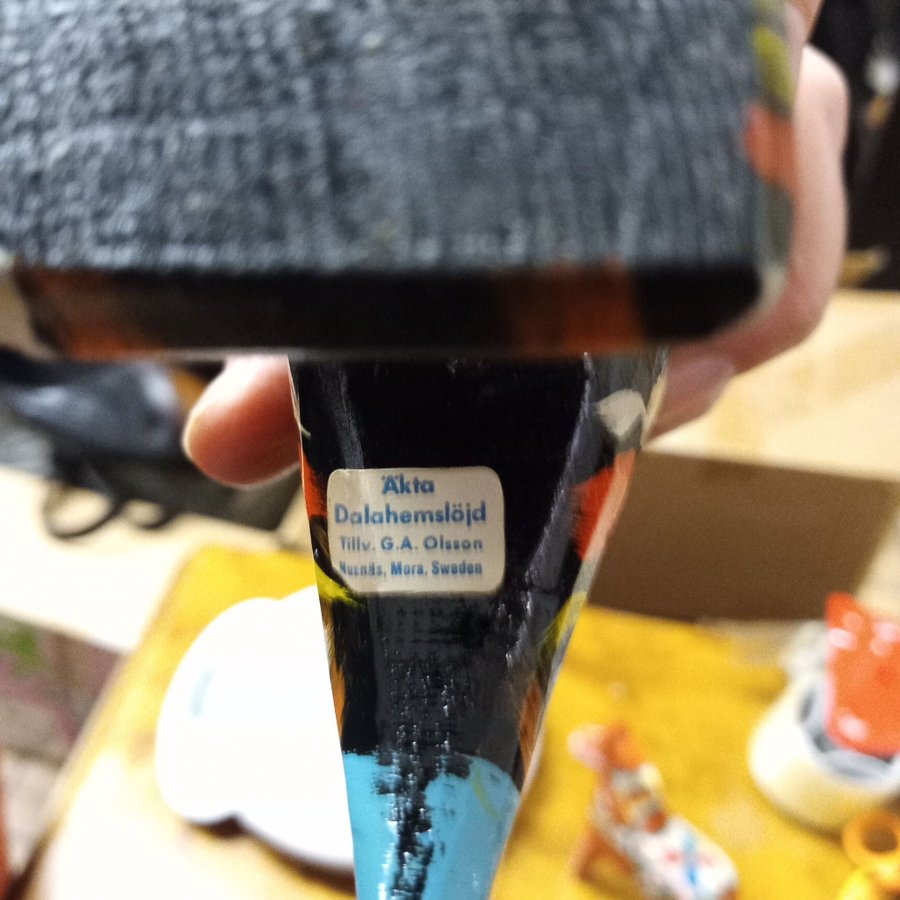 Äkta
Dalahemslöjd
Tillv. G.A. Olsson
Nusnäs, Mora. Sweden